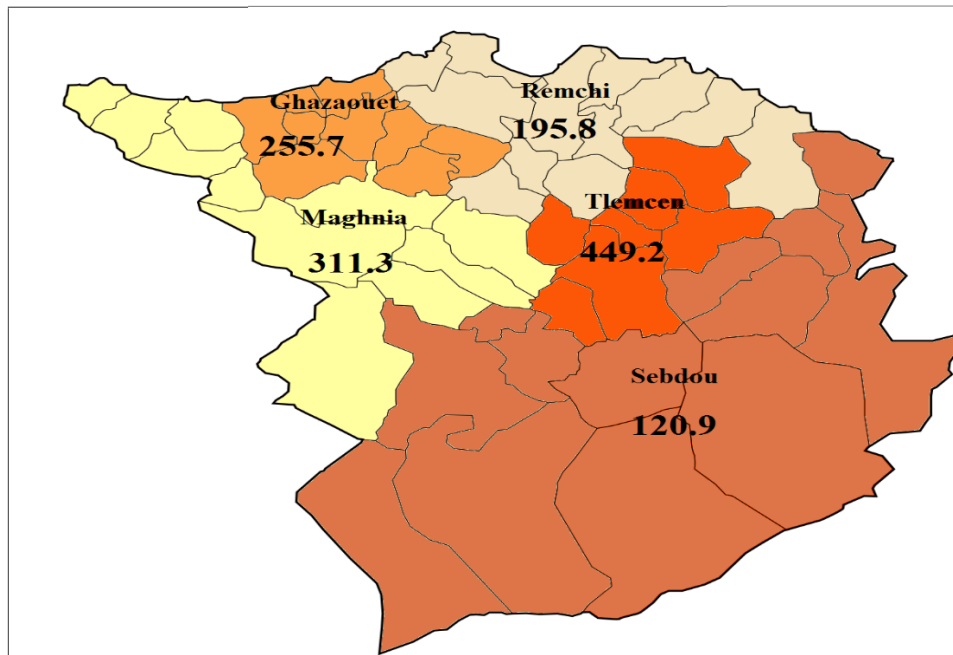 Ghazaouet
255.7
Remchi
195.8
Maghnia
311.3
Tlemcen
449.2
Sebdou
120.9